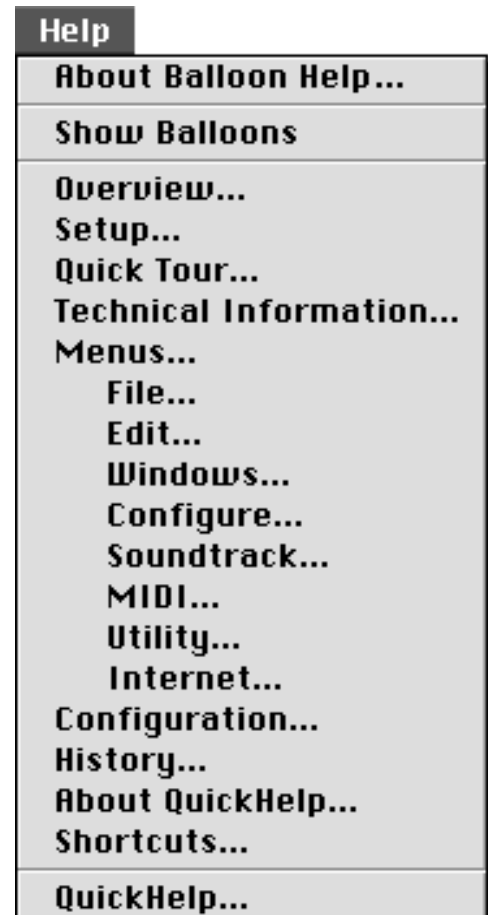 Help
About Balloon Help...
Show Balloons
Overview...
Setup...
Quick Tour...
Technical Information...
Menus...
File...
Edit...
Windows...
Configure...
Soundtrack...
MIDI...
Utility...
Internet...
Configuration...
History...
About QuickHelp...
Shortcuts...
QuickHelp...